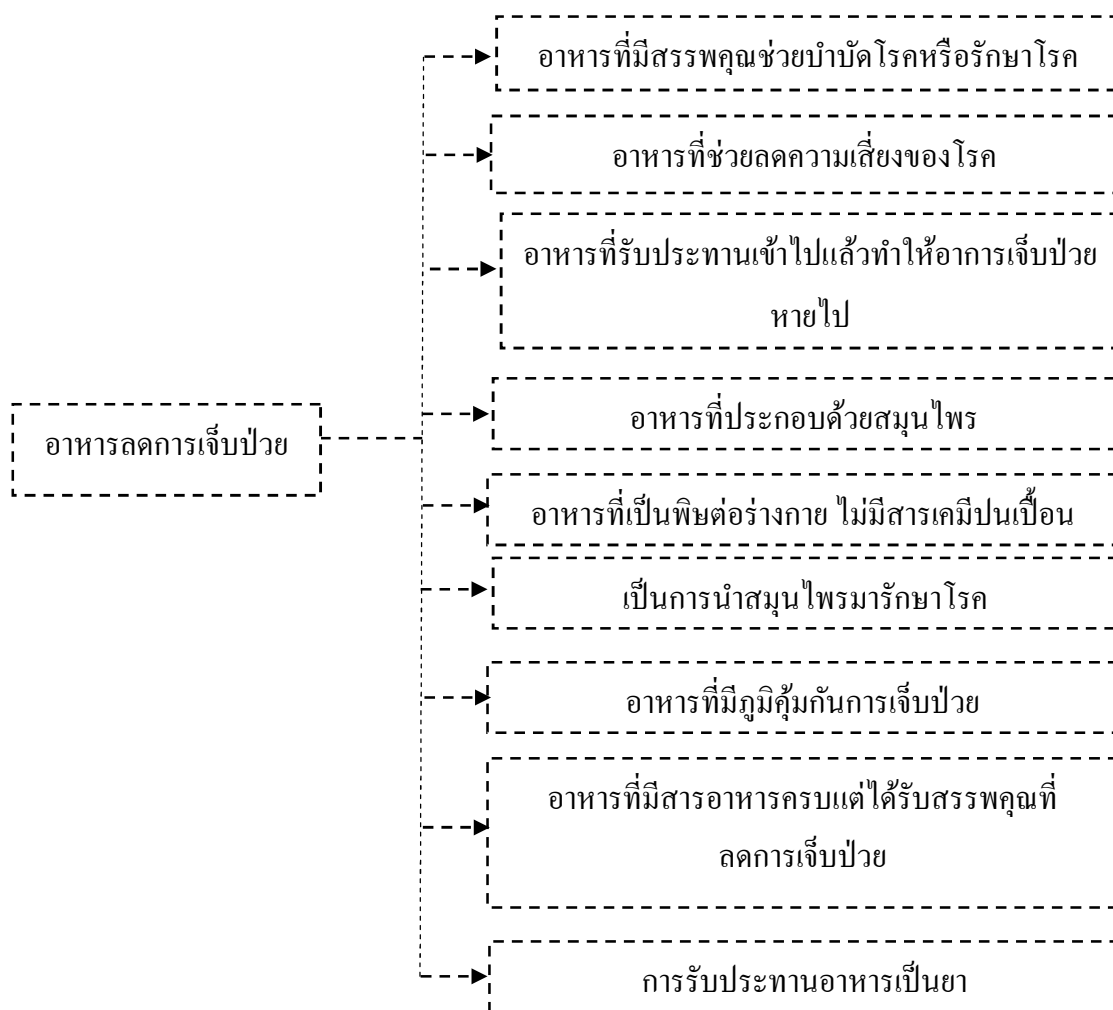 อาหารที่มีสรรพคุณช่วยบำบัดโรคหรือรักษาโรค
อาหารที่ช่วยลดความเสี่ยงของโรค
อาหารที่รับประทานเข้าไปแล้วทำให้อาการเจ็บป่วย
หายไป
อาหารลดการเจ็บป่วย
อาหารที่ประกอบด้วยสมุนไพร
อาหารที่เป็นพิษต่อร่างกาย ไม่มีสารเคมีปนเปื้อน
เป็นการนำสมุนไพรมารักษาโรค
อาหารที่มีภูมิคุ้มกันการเจ็บป่วย
อาหารที่มีสารอาหารครบแต่ได้รับสรรพคุณที่
ลดการเจ็บป่วย
การรับประทานอาหารเป็นยา